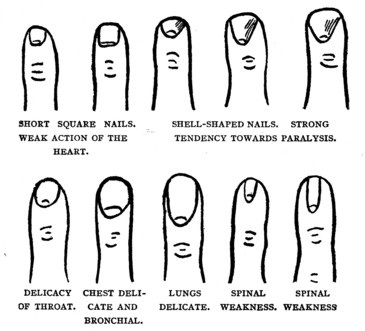 SHORT SQUARE NAILS.
WEAK ACTION OF THE
HEART.
SHELL-SHAPED NAILS. STRONG
TENDENCY TOWARDS PARALYSIS.
DELICACY
OF THROAT.
CHEST DELI-
CATE AND
BRONCHIAL.
LUNGS
DELICATE.
SPINAL
WEAKNESS.
SPINAL
WEAKNESS